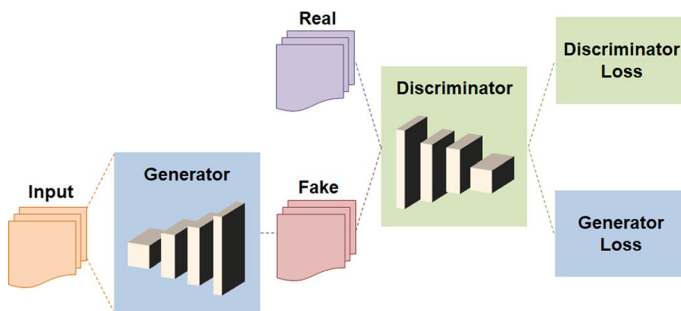 Real
Discriminator
Loss
Discriminator
Generator
Input
Fake
Generator
Loss